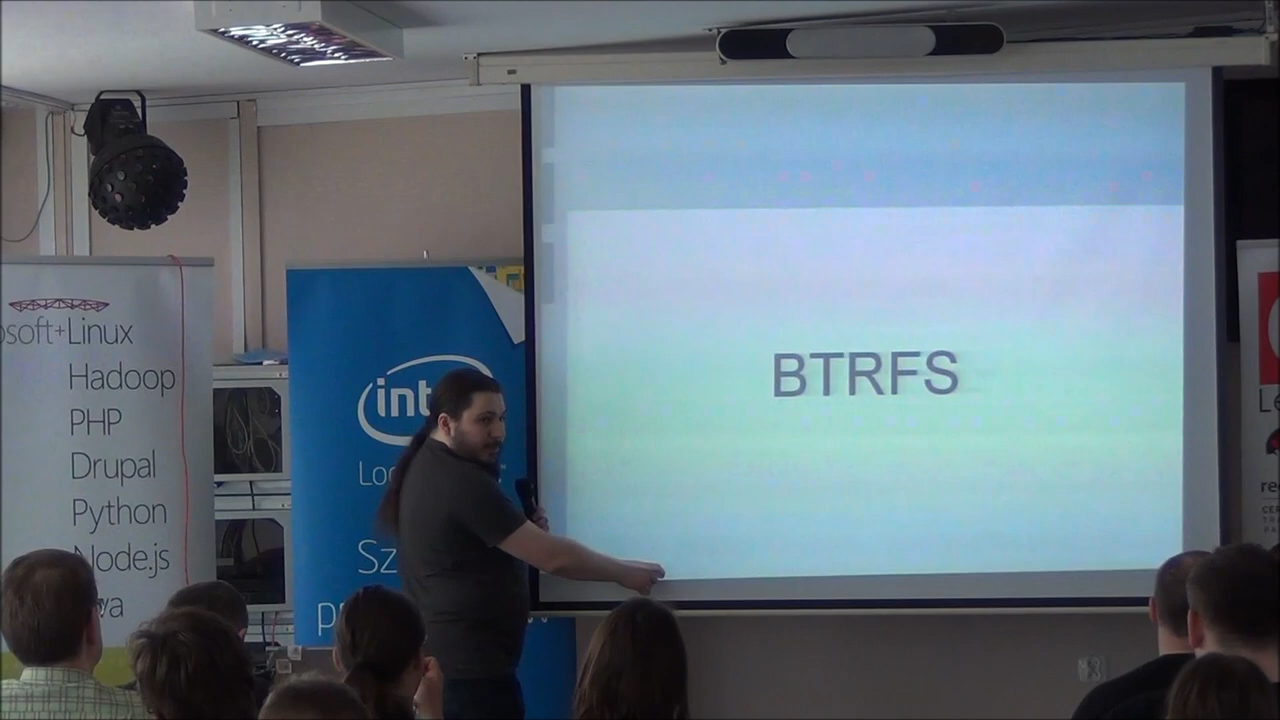 osoft+Linux
Hadoop
PHP
Drupal
Python
Node.js
intel
Sz
BTRFS